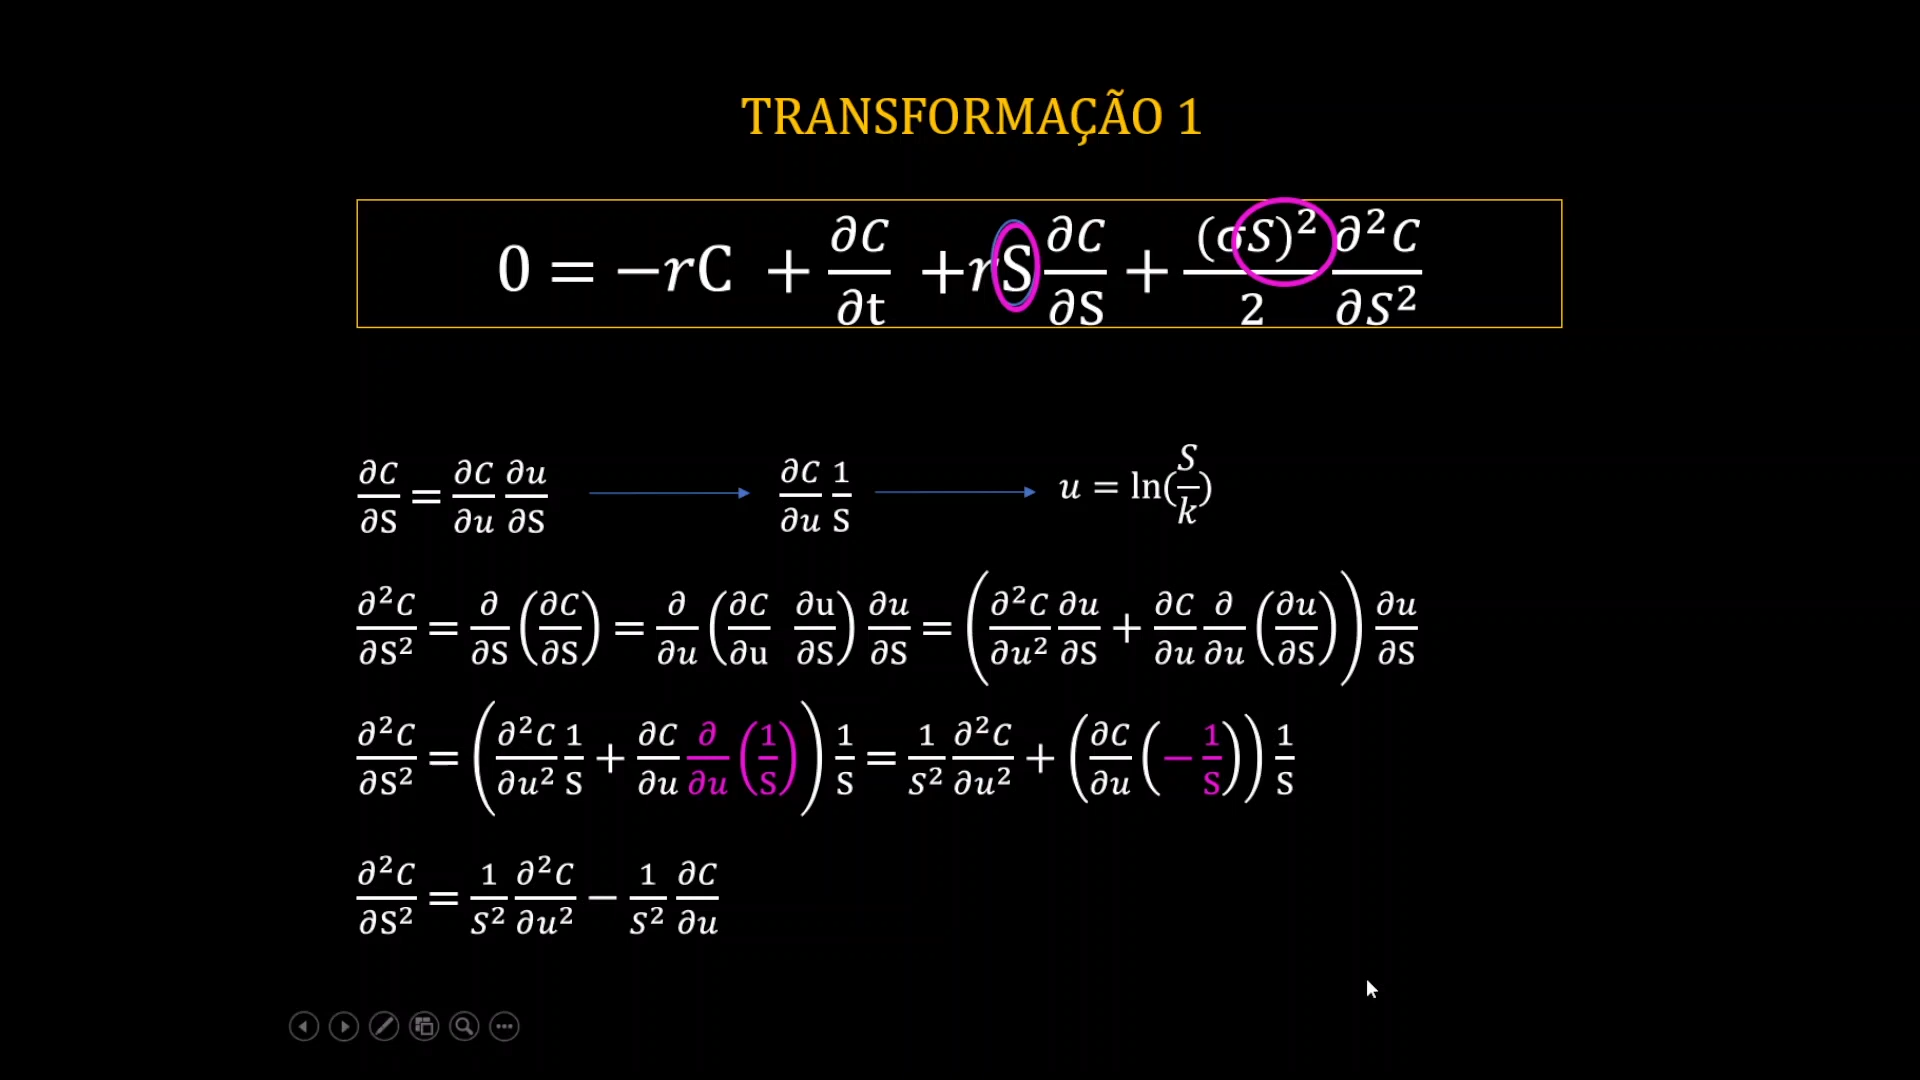 TRANSFORMAÇÃO 1
0 = −rC + ∂C/∂t +rS ∂C/∂S + (σS)²/2 ∂²C/∂S²
∂C/∂S = ∂C/∂u ∂u/∂S → ∂C/∂u 1/S → u = ln(S/k)
∂²C/∂S² = ∂/∂S (∂C/∂S) = ∂/∂u (∂C/∂u ∂u/∂S) ∂u/∂S = (∂²C/∂u² ∂u/∂S + ∂C/∂u ∂/∂u (∂u/∂S)) ∂u/∂S
∂²C/∂S² = (∂²C/∂u² 1/S + ∂C/∂u ∂/∂u (1/S)) 1/S = 1/S² ∂²C/∂u² + (∂C/∂u (− 1/S)) 1/S
∂²C/∂S² = 1/S² ∂²C/∂u² − 1/S² ∂C/∂u